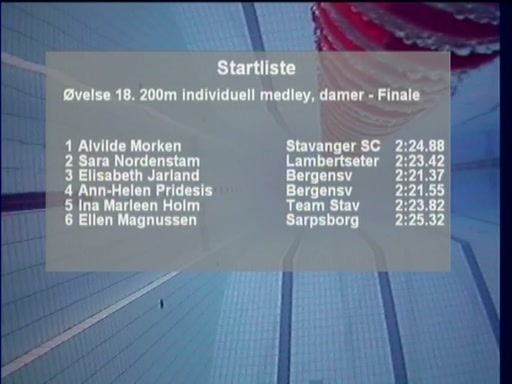 Startliste
Øvelse 18. 200m individuell medley, damer - Finale
1 Alvilde Morken Stavanger SC 2:24.88
2 Sara Nordenstam Lambertseter 2:23.42
3 Elisabeth Jarland Bergensv 2:21.37
4 Ann-Helen Pridesis Bergensv 2:21.55
5 Ina Marleen Holm Team Stav 2:23.82
6 Ellen Magnussen Sarpsborg 2:25.32